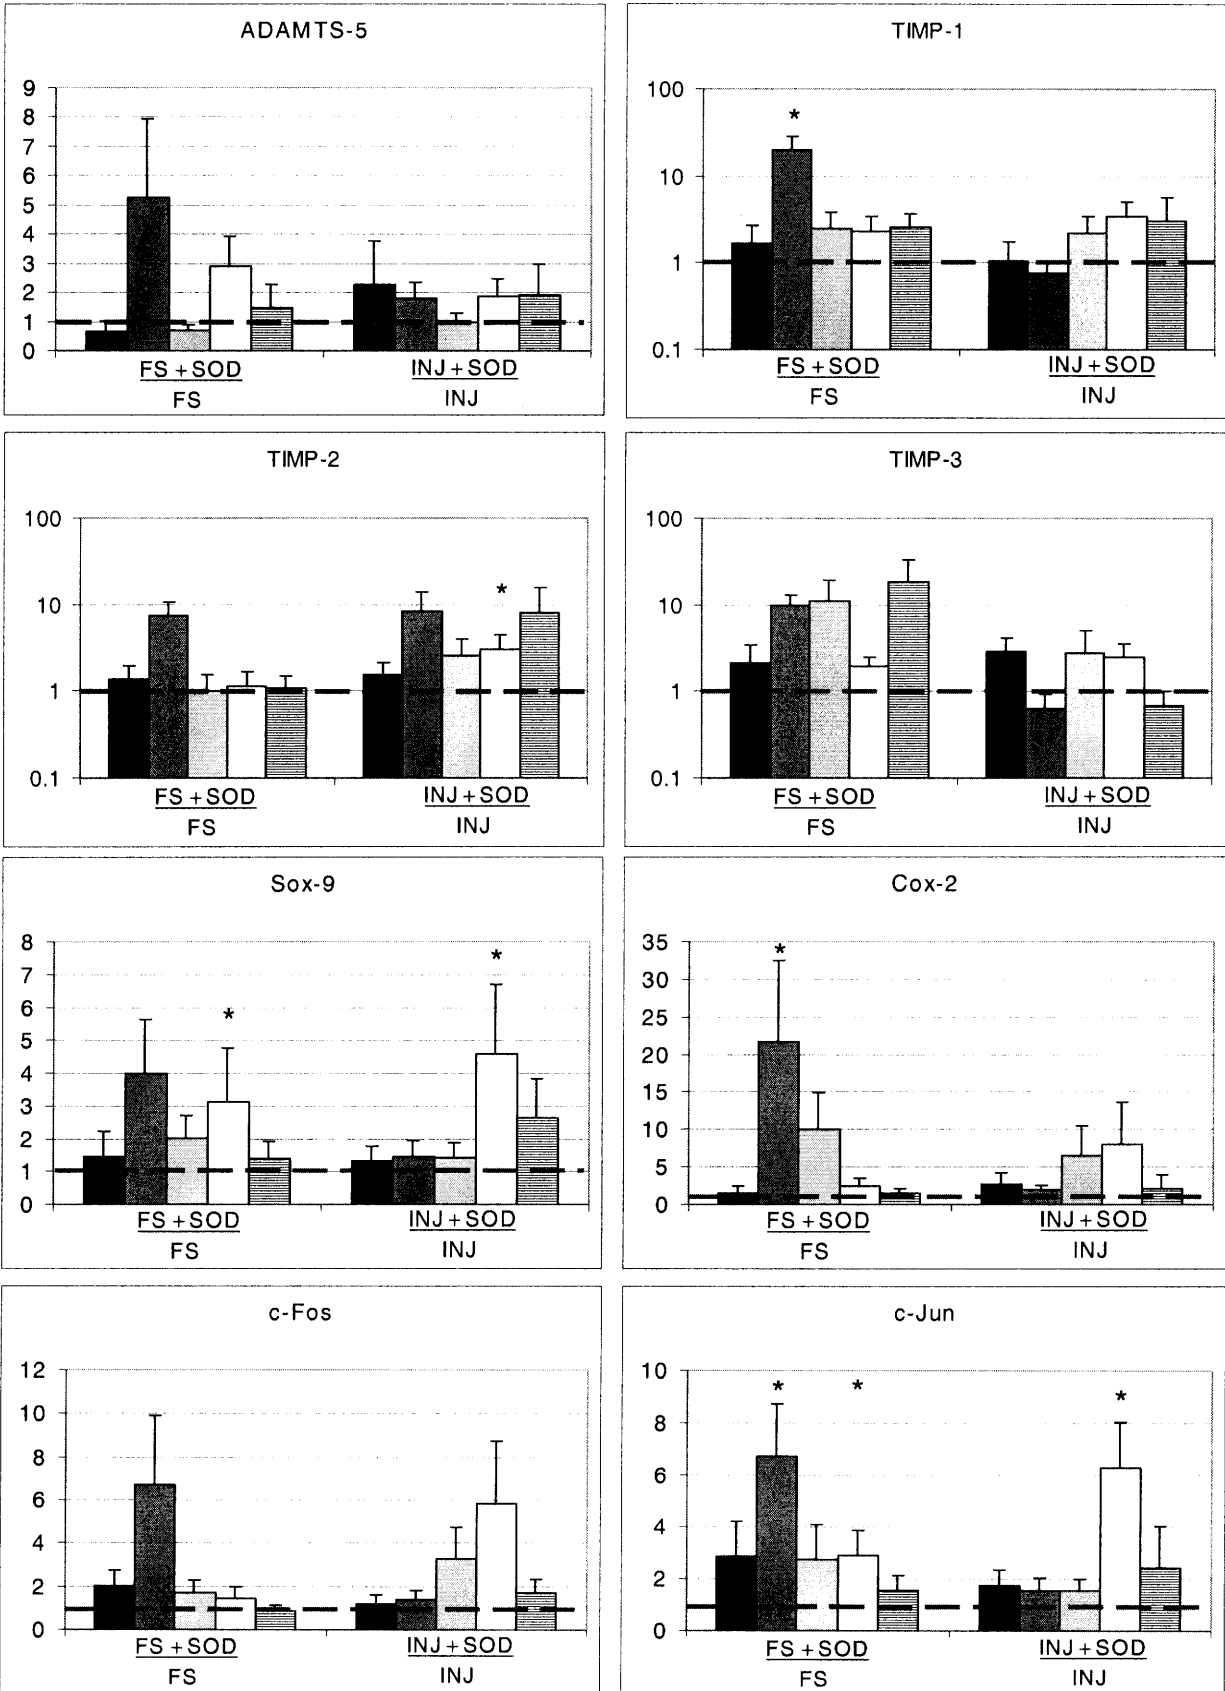 ADAMTS-5
9
8
7
6
5
4
3
2
1
0
FS + SOD
FS
INJ + SOD
INJ
TIMP-1
*
100
10
1
0.1
FS + SOD
FS
INJ + SOD
INJ
TIMP-2
*
100
10
1
0.1
FS + SOD
FS
INJ + SOD
INJ
TIMP-3
100
10
1
0.1
FS + SOD
FS
INJ + SOD
INJ
Sox-9
* *
8
7
6
5
4
3
2
1
0
FS + SOD
FS
INJ + SOD
INJ
Cox-2
*
35
30
25
20
15
10
5
0
FS + SOD
FS
INJ + SOD
INJ
c-Fos
12
10
8
6
4
2
0
FS + SOD
FS
INJ + SOD
INJ
c-Jun
* * *
10
8
6
4
2
0
FS + SOD
FS
INJ + SOD
INJ